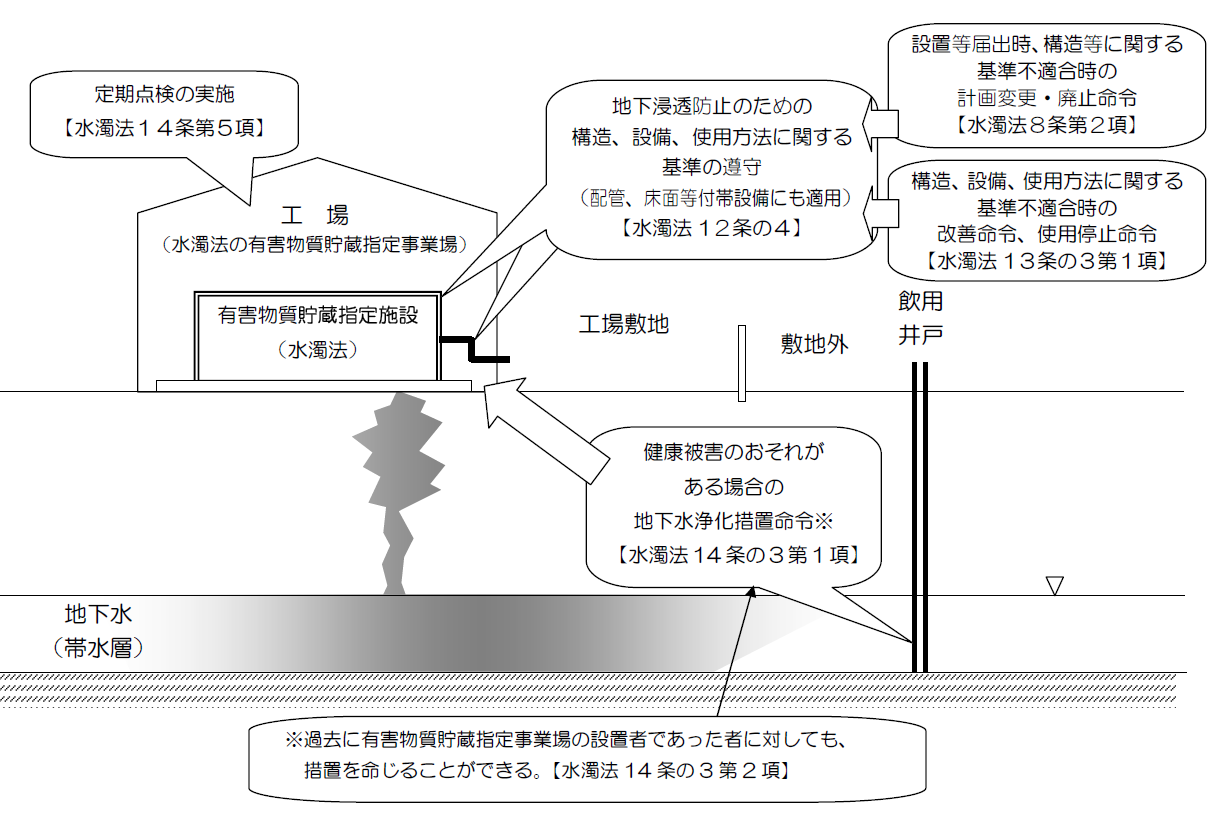 設置等届出時、構造等に関する
基準不適合時の
計画変更・廃止命令
【水濁法８条第２項】
定期点検の実施
【水濁法１４条第５項】
地下浸透防止のための
構造、設備、使用方法に関する
基準の遵守
（配管、床面等付帯設備にも適用）
【水濁法１２条の４】
構造、設備、使用方法に関する
基準不適合時の
改善命令、使用停止命令
【水濁法１３条の３第１項】
工　場
（水濁法の有害物質貯蔵指定事業場）
有害物質貯蔵指定施設
（水濁法）
工場敷地
敷地外
飲用
井戸
健康被害のおそれが
ある場合の
地下水浄化措置命令※
【水濁法 14 条の３第１項】
地下水
（帯水層）
※過去に有害物質貯蔵指定事業場の設置者であった者に対しても、
措置を命じることができる。【水濁法 14 条の３第２項】